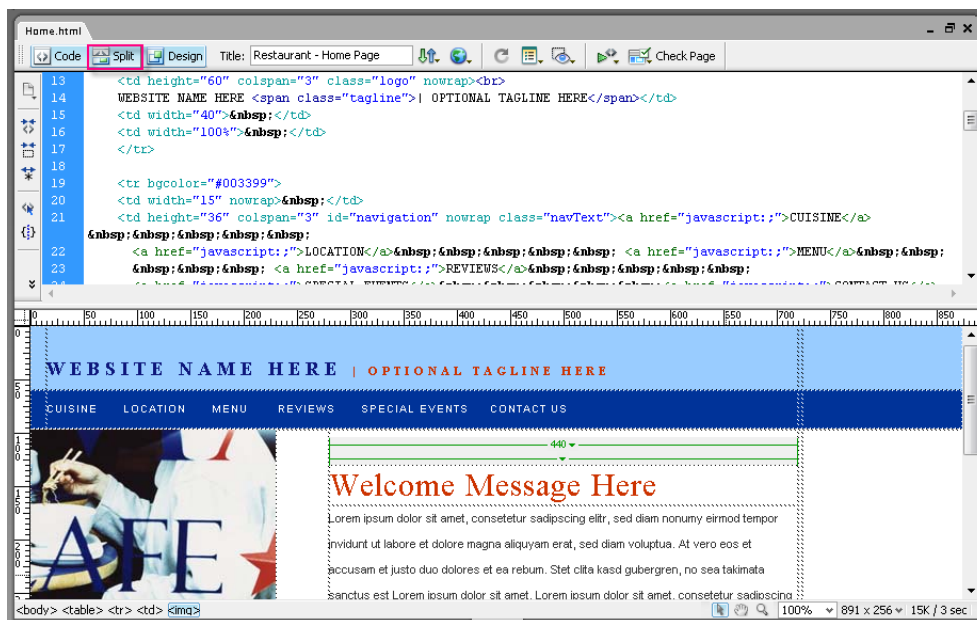 Home.html
Code Split Design Title: Restaurant - Home Page Check Page
13 <td height="60" colspan="3" class="logo" nowrap><br>
14 WEBSITE NAME HERE <span class="tagline">| OPTIONAL TAGLINE HERE</span></td>
15 <td width="40">&nbsp;</td>
16 <td width="100%">&nbsp;</td>
17 </tr>
18
19 <tr bgcolor="#003399">
20 <td width="15" nowrap>&nbsp;</td>
21 <td height="36" colspan="3" id="navigation" nowrap class="navText"><a href="javascript:;">CUISINE</a>
&nbsp;&nbsp;&nbsp;&nbsp;&nbsp;
22 <a href="javascript:;">LOCATION</a>&nbsp;&nbsp;&nbsp;&nbsp;&nbsp; <a href="javascript:;">MENU</a>&nbsp;&nbsp;
23 &nbsp;&nbsp;&nbsp; <a href="javascript:;">REVIEWS</a>&nbsp;&nbsp;&nbsp;&nbsp;&nbsp;
0 50 100 150 200 250 300 350 400 450 500 550 600 650 700 750 800 850
WEBSITE NAME HERE | OPTIONAL TAGLINE HERE
CUISINE LOCATION MENU REVIEWS SPECIAL EVENTS CONTACT US
440
Welcome Message Here
Lorem ipsum dolor sit amet, consetetur sadipscing elitr, sed diam nonumy eirmod tempor
invidunt ut labore et dolore magna aliquyam erat, sed diam voluptua. At vero eos et
accusam et justo duo dolores et ea rebum. Stet clita kasd gubergren, no sea takimata
sanctus est Lorem ipsum dolor sit amet. Lorem ipsum dolor sit amet, consetetur sadipscing
AFE
<body> <table> <tr> <td> <img> 100% 891 x 256 15K / 3 sec